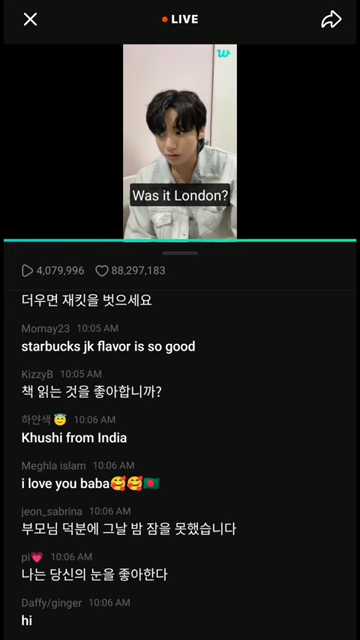 LIVE
w
Was it London?
4,079,996 88,297,183
더우면 재킷을 벗으세요
Momay23 10:05 AM
starbucks jk flavor is so good
KizzyB 10:05 AM
책 읽는 것을 좋아합니까?
하얀색 😇 10:06 AM
Khushi from India
Meghla islam 10:06 AM
i love you baba🥰🥰🇧🇩
jeon_sabrina 10:06 AM
부모님 덕분에 그날 밤 잠을 못했습니다
pi💗 10:06 AM
나는 당신의 눈을 좋아한다
Daffy/ginger 10:06 AM
hi